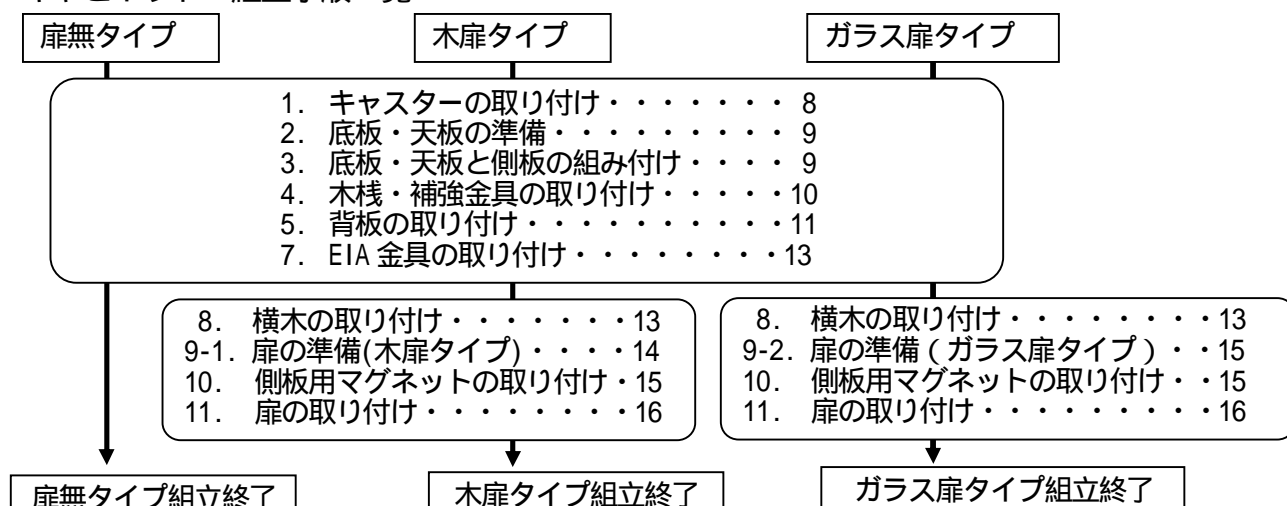 扉無タイプ
木扉タイプ
ガラス扉タイプ
1. キャスターの取り付け・・・・・・・ 8
2. 底板・天板の準備・・・・・・・・・ 9
3. 底板・天板と側板の組み付け・・・・ 9
4. 木桟・補強金具の取り付け・・・・・10
5. 背板の取り付け・・・・・・・・・・11
7. EIA 金具の取り付け・・・・・・・・13
8. 横木の取り付け・・・・・・・13
9-1. 扉の準備(木扉タイプ)・・・・14
10. 側板用マグネットの取り付け・15
11. 扉の取り付け・・・・・・・・16
8. 横木の取り付け・・・・・・・・13
9-2. 扉の準備（ガラス扉タイプ）・・15
10. 側板用マグネットの取り付け・・15
11. 扉の取り付け・・・・・・・・・16
扉無タイプ組立終了
木扉タイプ組立終了
ガラス扉タイプ組立終了